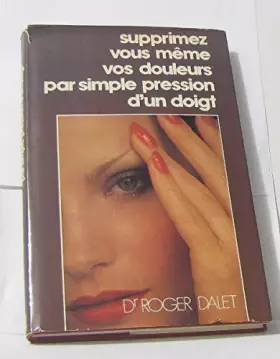 supprimez
vous même
vos douleurs
par simple pression
d'un doigt
Dr ROGER DALET